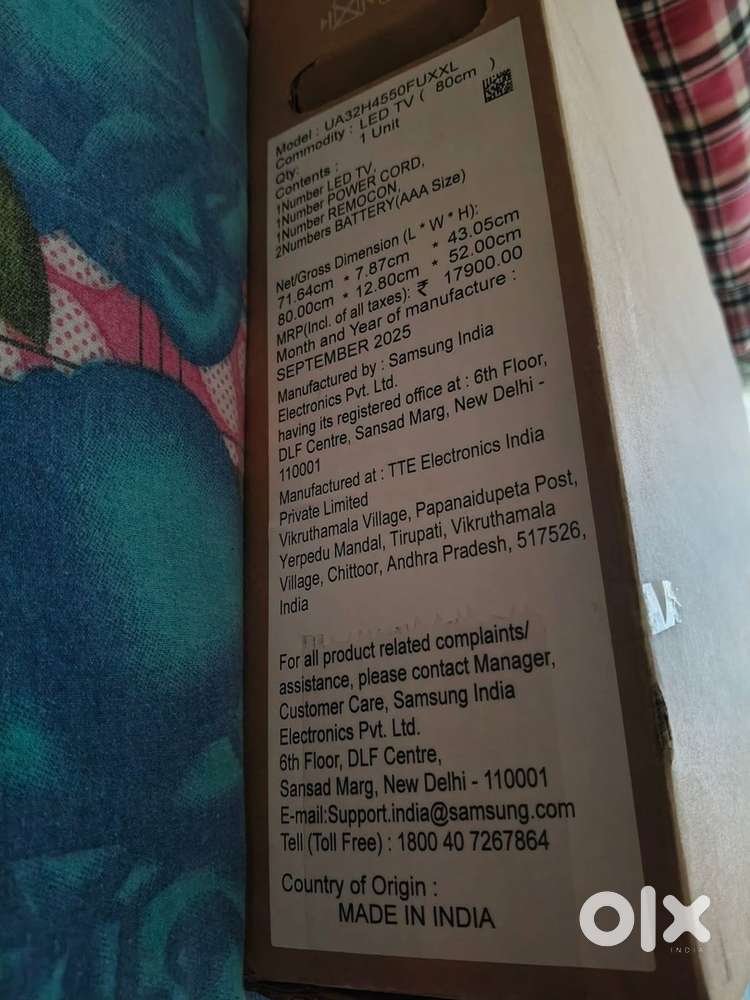 Model : UA32H4550FUXXL
Commodity : LED TV ( 80cm )
Qty: 1 Unit
Contents :
1Number LED TV,
1Number POWER CORD,
1Number REMOCON,
2Numbers BATTERY(AAA Size)
Net/Gross Dimension (L * W * H):
71.64cm * 7.87cm * 43.05cm
80.00cm * 12.80cm * 52.00cm
MRP(Incl. of all taxes): ₹ 17900.00
Month and Year of manufacture :
SEPTEMBER 2025
Manufactured by : Samsung India
Electronics Pvt. Ltd.
having its registered office at : 6th Floor,
DLF Centre, Sansad Marg, New Delhi -
110001
Manufactured at : TTE Electronics India
Private Limited
Vikruthamala Village, Papanaidupeta Post,
Yerpedu Mandal, Tirupati, Vikruthamala
Village, Chittoor, Andhra Pradesh, 517526,
India
For all product related complaints/
assistance, please contact Manager,
Customer Care, Samsung India
Electronics Pvt. Ltd.
6th Floor, DLF Centre,
Sansad Marg, New Delhi - 110001
E-mail:Support.india@samsung.com
Tell (Toll Free) : 1800 40 7267864
Country of Origin :
MADE IN INDIA
olx
INDIA